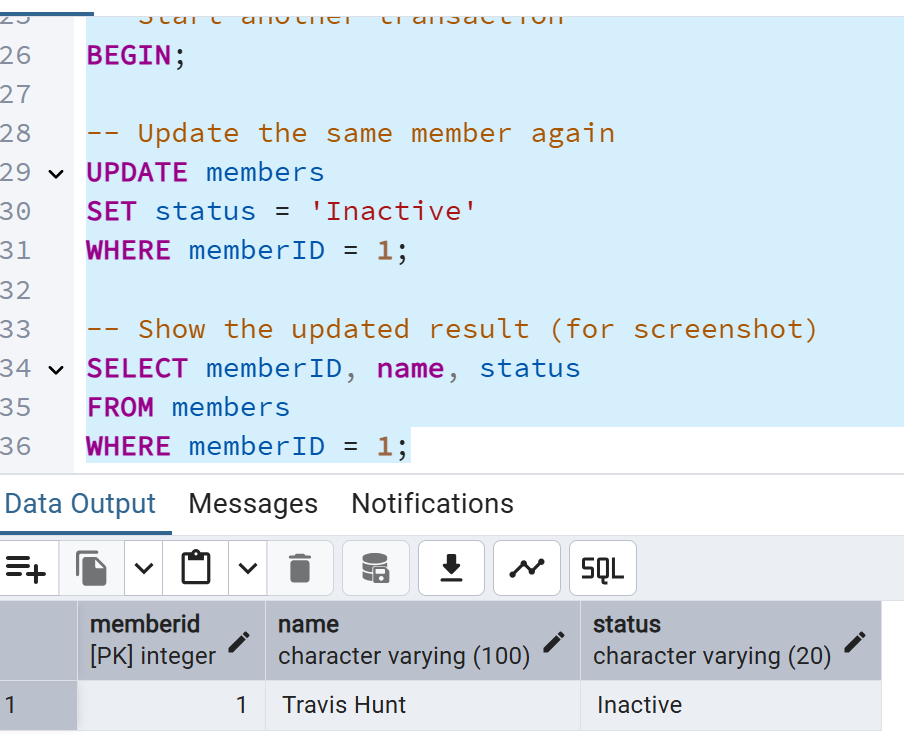 25 -- Start another transaction
26 BEGIN;
27
28 -- Update the same member again
29 UPDATE members
30 SET status = 'Inactive'
31 WHERE memberID = 1;
32
33 -- Show the updated result (for screenshot)
34 SELECT memberID, name, status
35 FROM members
36 WHERE memberID = 1;
Data Output Messages Notifications
SQL
memberid name status
[PK] integer character varying (100) character varying (20)
1 1 Travis Hunt Inactive